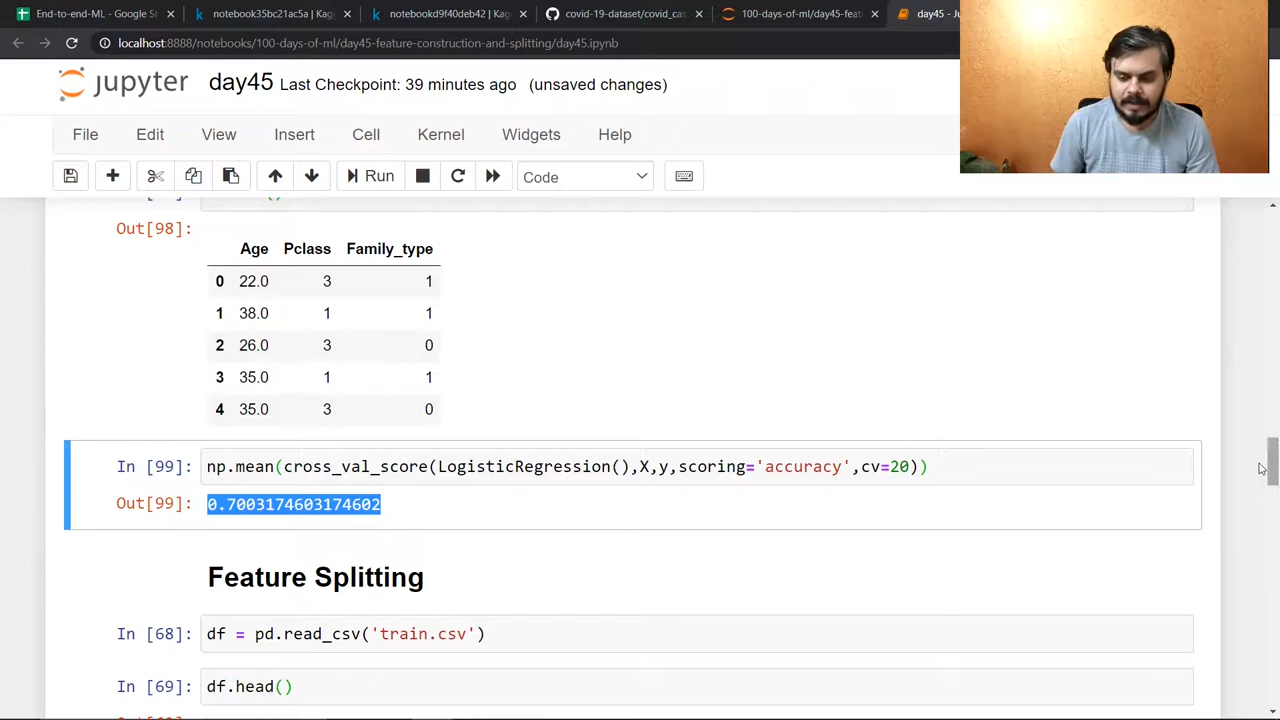 End-to-end-ML - Google S
notebook35bc21ac5a | Kag
notebookd9f40deb42 | Kag
covid-19-dataset/covid_cas
100-days-of-ml/day45-feat
day45 - Ju
localhost:8888/notebooks/100-days-of-ml/day45-feature-construction-and-splitting/day45.ipynb
jupyter day45 Last Checkpoint: 39 minutes ago (unsaved changes)
File Edit View Insert Cell Kernel Widgets Help
Run Code
Out[98]:
Age Pclass Family_type
0 22.0 3 1
1 38.0 1 1
2 26.0 3 0
3 35.0 1 1
4 35.0 3 0
In [99]: np.mean(cross_val_score(LogisticRegression(),X,y,scoring='accuracy',cv=20))
Out[99]: 0.7003174603174602
Feature Splitting
In [68]: df = pd.read_csv('train.csv')
In [69]: df.head()